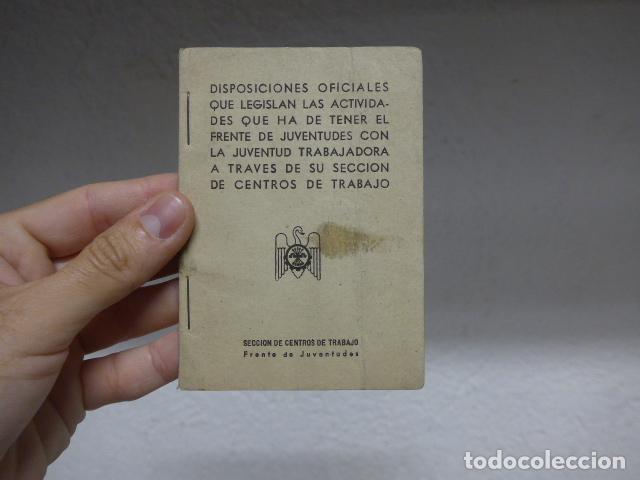 DISPOSICIONES OFICIALES
QUE LEGISLAN LAS ACTIVIDA-
DES QUE HA DE TENER EL
FRENTE DE JUVENTUDES CON
LA JUVENTUD TRABAJADORA
A TRAVES DE SU SECCION
DE CENTROS DE TRABAJO
SECCION DE CENTROS DE TRABAJO
Frente de Juventudes
todocoleccion.net